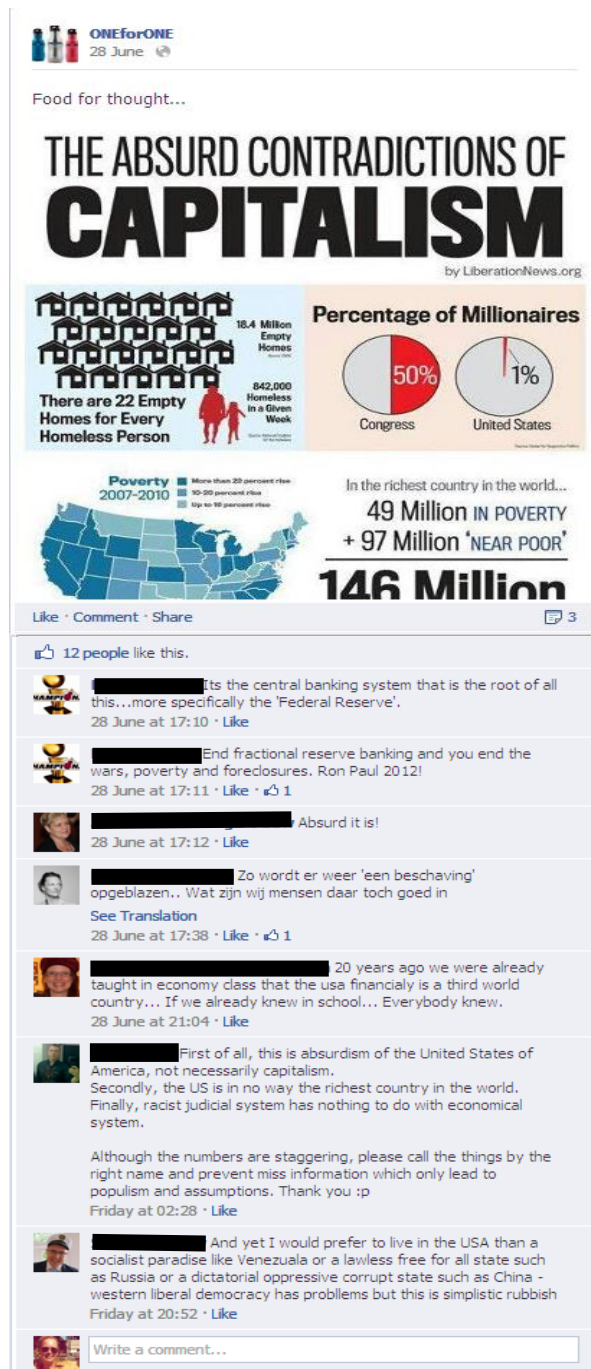 ONEforONE
28 June
Food for thought...
THE ABSURD CONTRADICTIONS OF
CAPITALISM
by LiberationNews.org
18.4 Million
Empty
Homes
There are 22 Empty
Homes for Every
Homeless Person
842,000
Homeless
in a Given
Week
Percentage of Millionaires
50%
1%
Congress
United States
Poverty
2007-2010
More than 20 percent rise
10-20 percent rise
Up to 10 percent rise
In the richest country in the world...
49 Million IN POVERTY
+ 97 Million 'NEAR POOR'
146 Million
Like · Comment · Share
3
12 people like this.
Its the central banking system that is the root of all
this...more specifically the 'Federal Reserve'.
28 June at 17:10 · Like
End fractional reserve banking and you end the
wars, poverty and foreclosures. Ron Paul 2012!
28 June at 17:11 · Like · 1
Absurd it is!
28 June at 17:12 · Like
Zo wordt er weer 'een beschaving'
opgeblazen.. Wat zijn wij mensen daar toch goed in
See Translation
28 June at 17:38 · Like · 1
20 years ago we were already
taught in economy class that the usa financialy is a third world
country... If we already knew in school... Everybody knew.
28 June at 21:04 · Like
First of all, this is absurdism of the United States of
America, not necessarily capitalism.
Secondly, the US is in no way the richest country in the world.
Finally, racist judicial system has nothing to do with economical
system.
Although the numbers are staggering, please call the things by the
right name and prevent miss information which only lead to
populism and assumptions. Thank you :p
Friday at 02:28 · Like
And yet I would prefer to live in the USA than a
socialist paradise like Venezuala or a lawless free for all state such
as Russia or a dictatorial oppressive corrupt state such as China -
western liberal democracy has probllems but this is simplistic rubbish
Friday at 20:52 · Like
Write a comment...